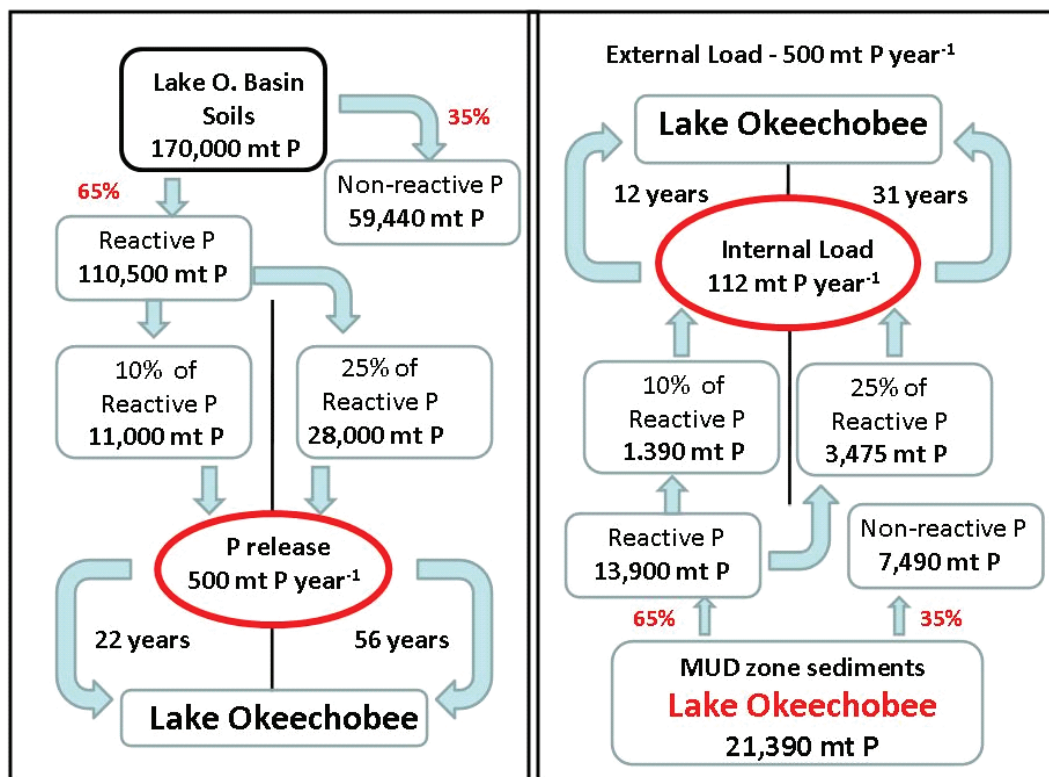 Lake O. Basin
Soils
170,000 mt P
35%
65%
Non-reactive P
59,440 mt P
Reactive P
110,500 mt P
10% of
Reactive P
11,000 mt P
25% of
Reactive P
28,000 mt P
P release
500 mt P year⁻¹
22 years
56 years
Lake Okeechobee
External Load - 500 mt P year⁻¹
Lake Okeechobee
12 years
31 years
Internal Load
112 mt P year⁻¹
10% of
Reactive P
1.390 mt P
25% of
Reactive P
3,475 mt P
Reactive P
13,900 mt P
Non-reactive P
7,490 mt P
65%
35%
MUD zone sediments
Lake Okeechobee
21,390 mt P